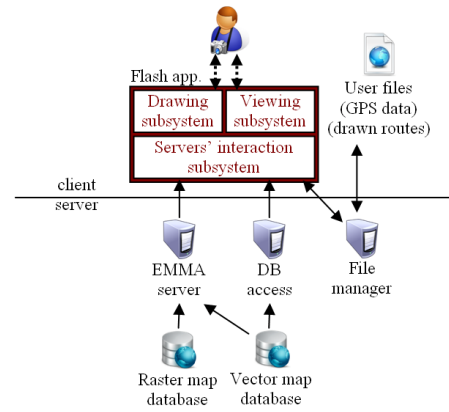 Flash app.
Drawing
subsystem
Viewing
subsystem
Servers' interaction
subsystem
User files
(GPS data)
(drawn routes)
client
server
EMMA
server
DB
access
File
manager
Raster map
database
Vector map
database